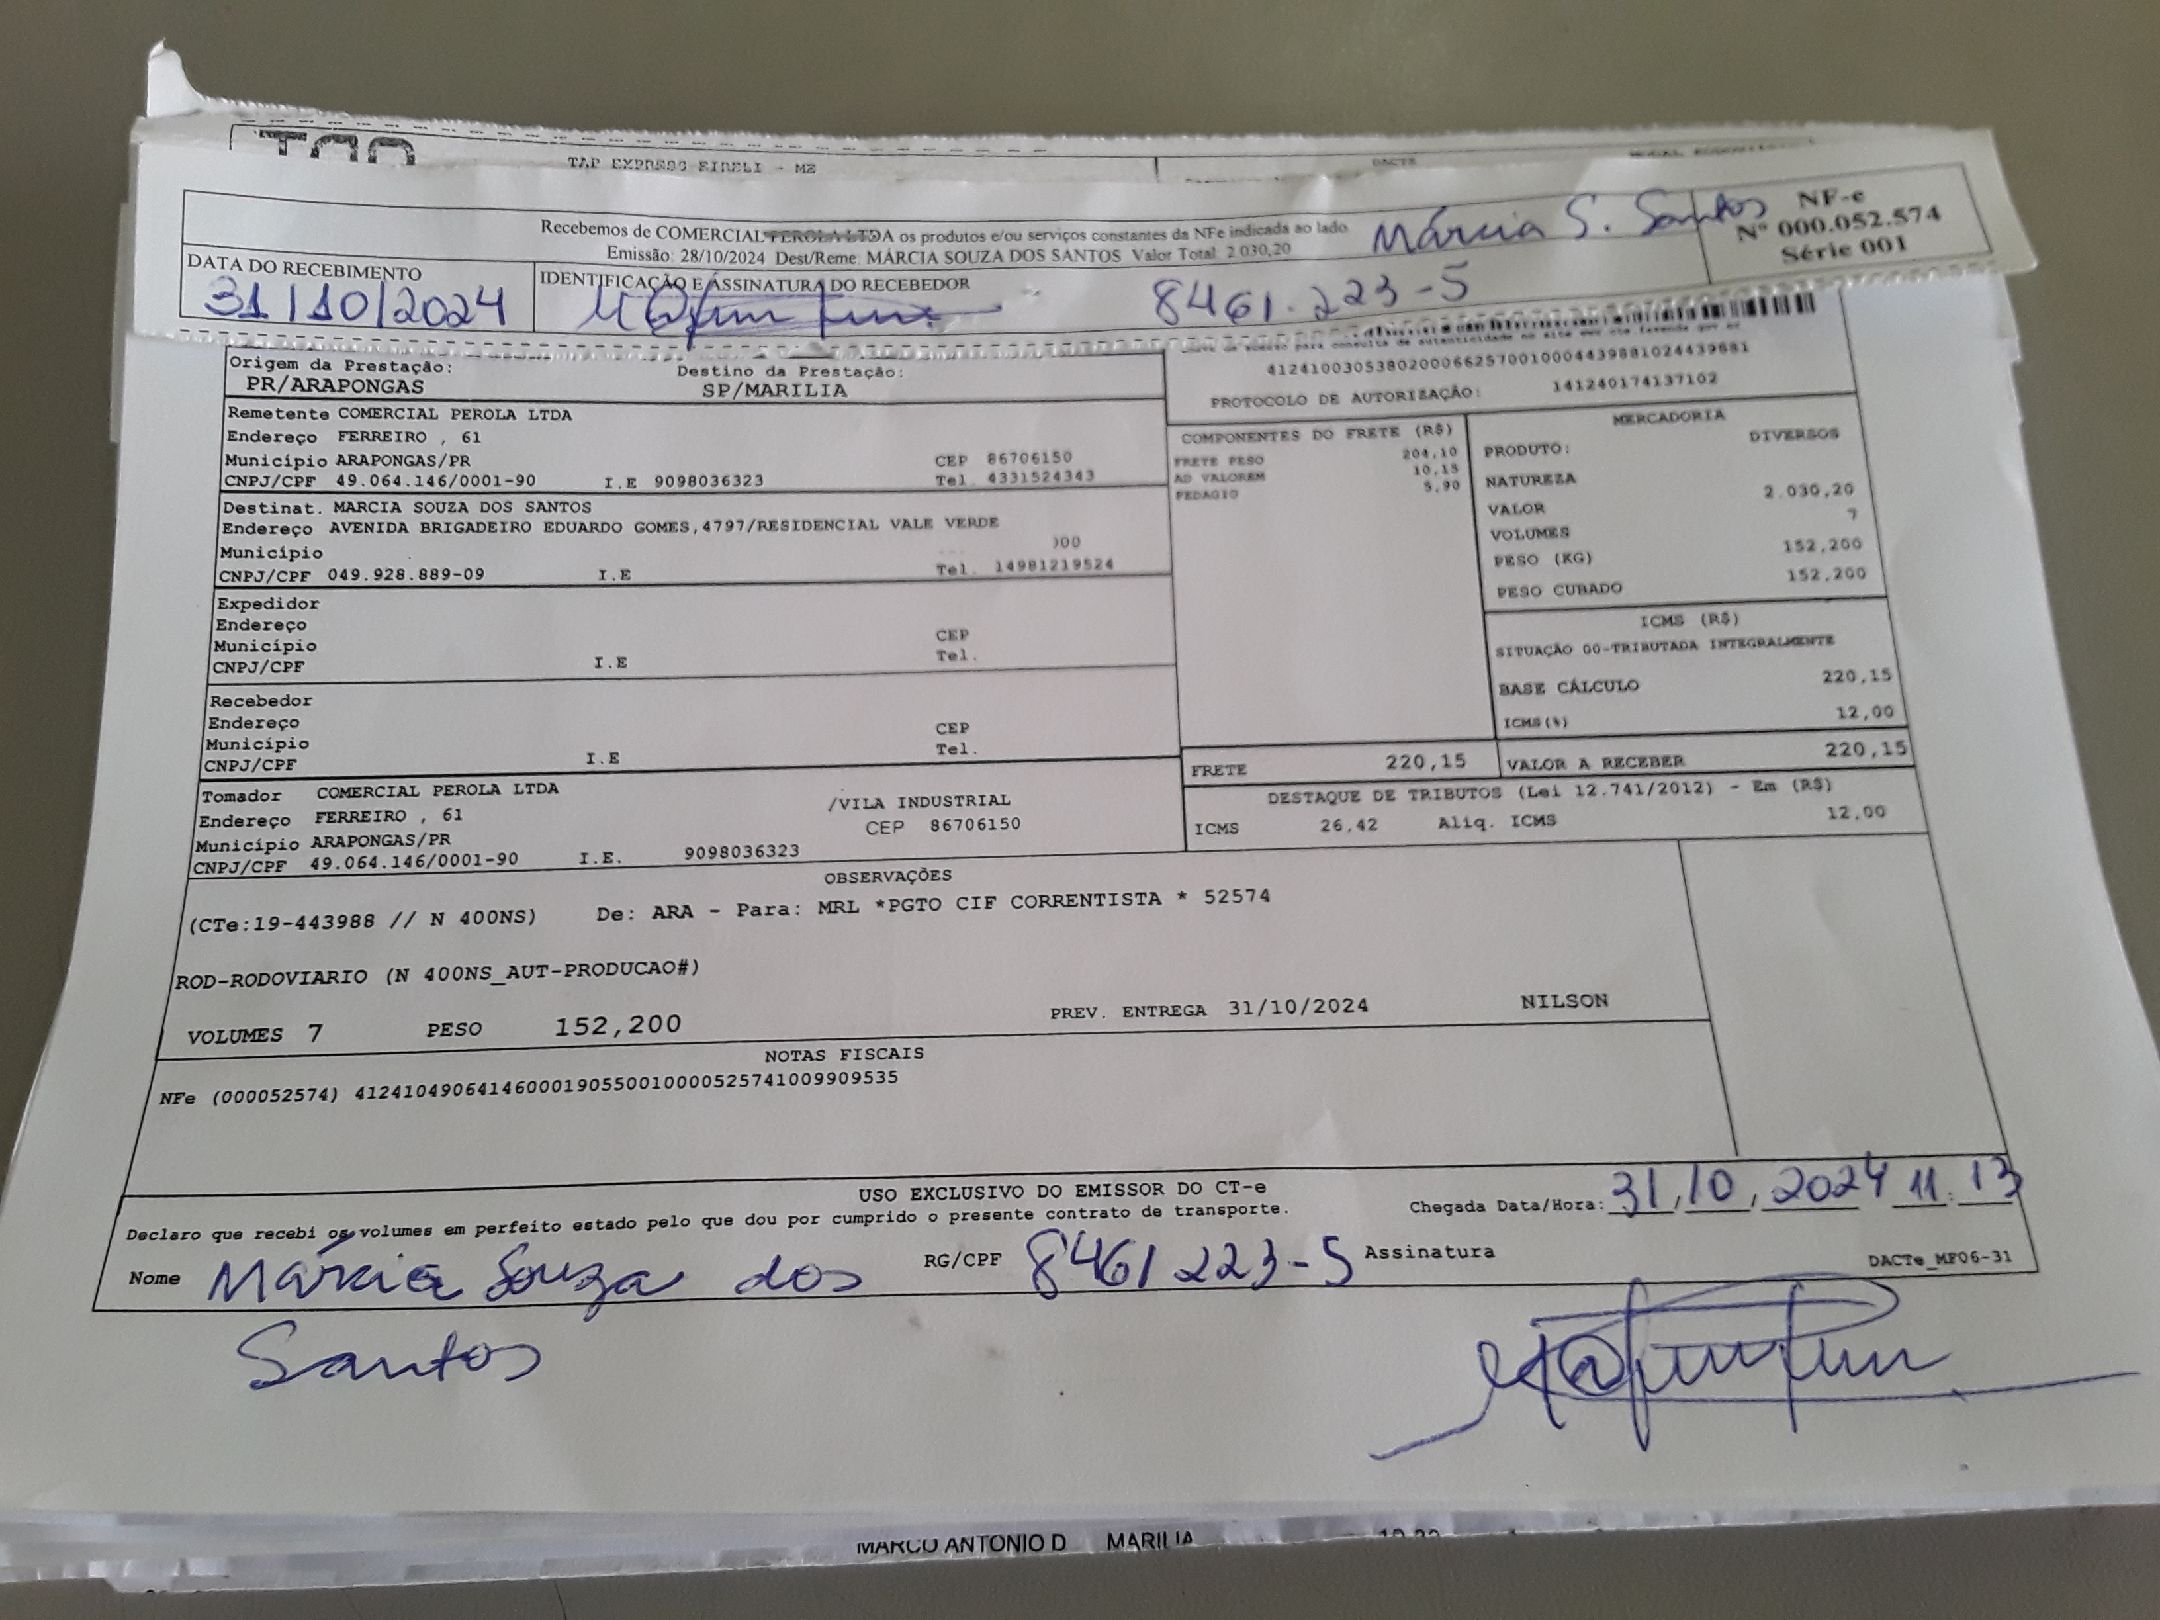 TAP EXPRESS EIRELI - ME
DACTE
Recebemos de COMERCIAL PEROLA LTDA os produtos e/ou serviços constantes da NFe indicada ao lado
Emissão: 28/10/2024 Dest/Reme: MÁRCIA SOUZA DOS SANTOS Valor Total: 2.030,20
Márcia S. Santos
NF-e
Nº 000.052.574
Série 001
DATA DO RECEBIMENTO
31/10/2024
IDENTIFICAÇÃO E ASSINATURA DO RECEBEDOR
8461.223-5
Origem da Prestação:
PR/ARAPONGAS
Destino da Prestação:
SP/MARILIA
Chave de acesso para consulta de autenticidade no site www.cte.fazenda.gov.br
PROTOCOLO DE AUTORIZAÇÃO: 141240174137102
Remetente COMERCIAL PEROLA LTDA
Endereço FERREIRO , 61
Município ARAPONGAS/PR CEP 86706150
CNPJ/CPF 49.064.146/0001-90 I.E 9098036323 Tel. 4331524343
Destinat. MARCIA SOUZA DOS SANTOS
Endereço AVENIDA BRIGADEIRO EDUARDO GOMES,4797/RESIDENCIAL VALE VERDE
Município
CNPJ/CPF 049.928.889-09 I.E Tel. 14981219524
Expedidor
Endereço
Município CEP
CNPJ/CPF I.E Tel.
Recebedor
Endereço
Município CEP
CNPJ/CPF I.E Tel.
Tomador COMERCIAL PEROLA LTDA
Endereço FERREIRO , 61 /VILA INDUSTRIAL
Município ARAPONGAS/PR CEP 86706150
CNPJ/CPF 49.064.146/0001-90 I.E. 9098036323
COMPONENTES DO FRETE (R$)
FRETE PESO 204,10
AD VALOREM 10,15
PEDAGIO 5,90
MERCADORIA
PRODUTO: DIVERSOS
NATUREZA
VALOR 2.030,20
VOLUMES 7
PESO (KG) 152,200
PESO CUBADO 152,200
ICMS (R$)
SITUAÇÃO 00-TRIBUTADA INTEGRALMENTE
BASE CÁLCULO 220,15
ICMS(%) 12,00
FRETE 220,15
VALOR A RECEBER 220,15
DESTAQUE DE TRIBUTOS (Lei 12.741/2012) - Em (R$)
ICMS 26,42 Aliq. ICMS 12,00
OBSERVAÇÕES
(CTe:19-443988 // N 400NS) De: ARA - Para: MRL *PGTO CIF CORRENTISTA * 52574
ROD-RODOVIARIO (N 400NS_AUT-PRODUCAO#)
VOLUMES 7 PESO 152,200 PREV. ENTREGA 31/10/2024 NILSON
NOTAS FISCAIS
NFe (000052574) 41241049064146000190550010000525741009909535
USO EXCLUSIVO DO EMISSOR DO CT-e
Declaro que recebi os volumes em perfeito estado pelo que dou por cumprido o presente contrato de transporte.
Chegada Data/Hora: 31/10/2024 11:13
Nome Márcia Souza dos
Santos
RG/CPF 8461223-5
Assinatura
DACTe_MF06-31
MARCO ANTONIO D MARILIA